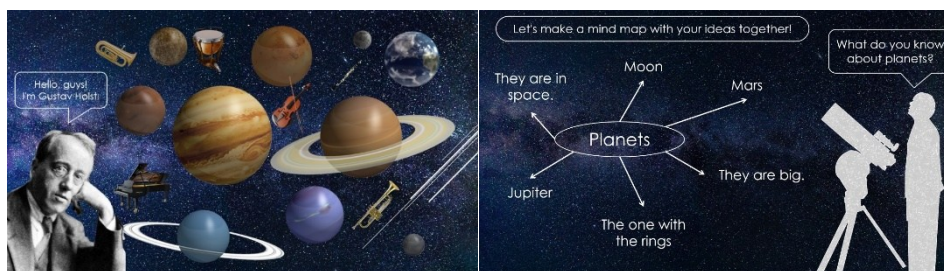 Hello, guys!
I'm Gustav Holst!
Let's make a mind map with your ideas together!
What do you know
about planets?
They are in
space.
Moon
Mars
Planets
They are big.
Jupiter
The one with
the rings